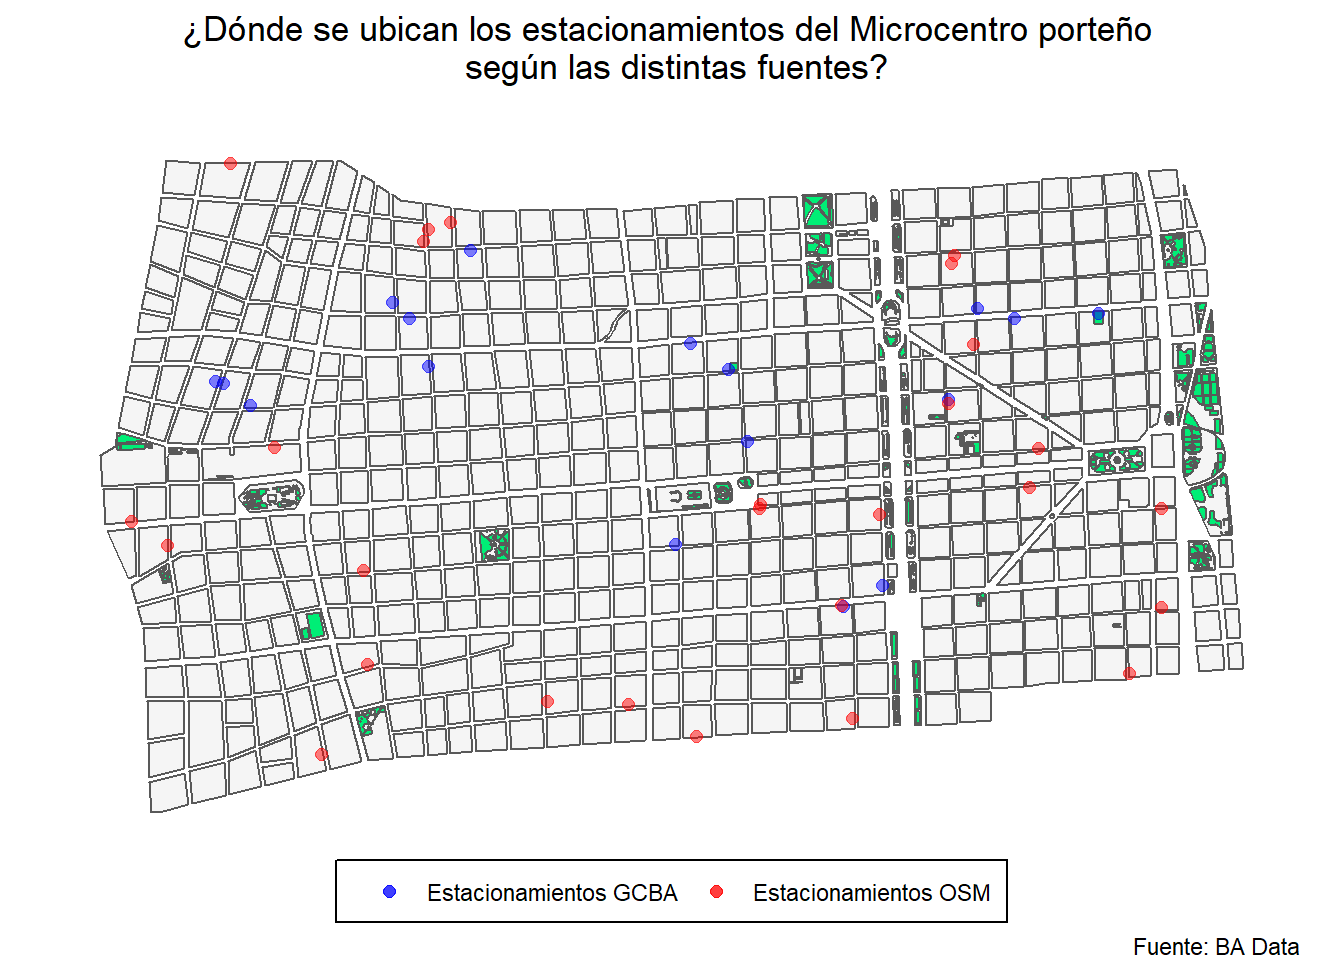 ¿Dónde se ubican los estacionamientos del Microcentro porteño
según las distintas fuentes?
Estacionamientos GCBA
Estacionamientos OSM
Fuente: BA Data